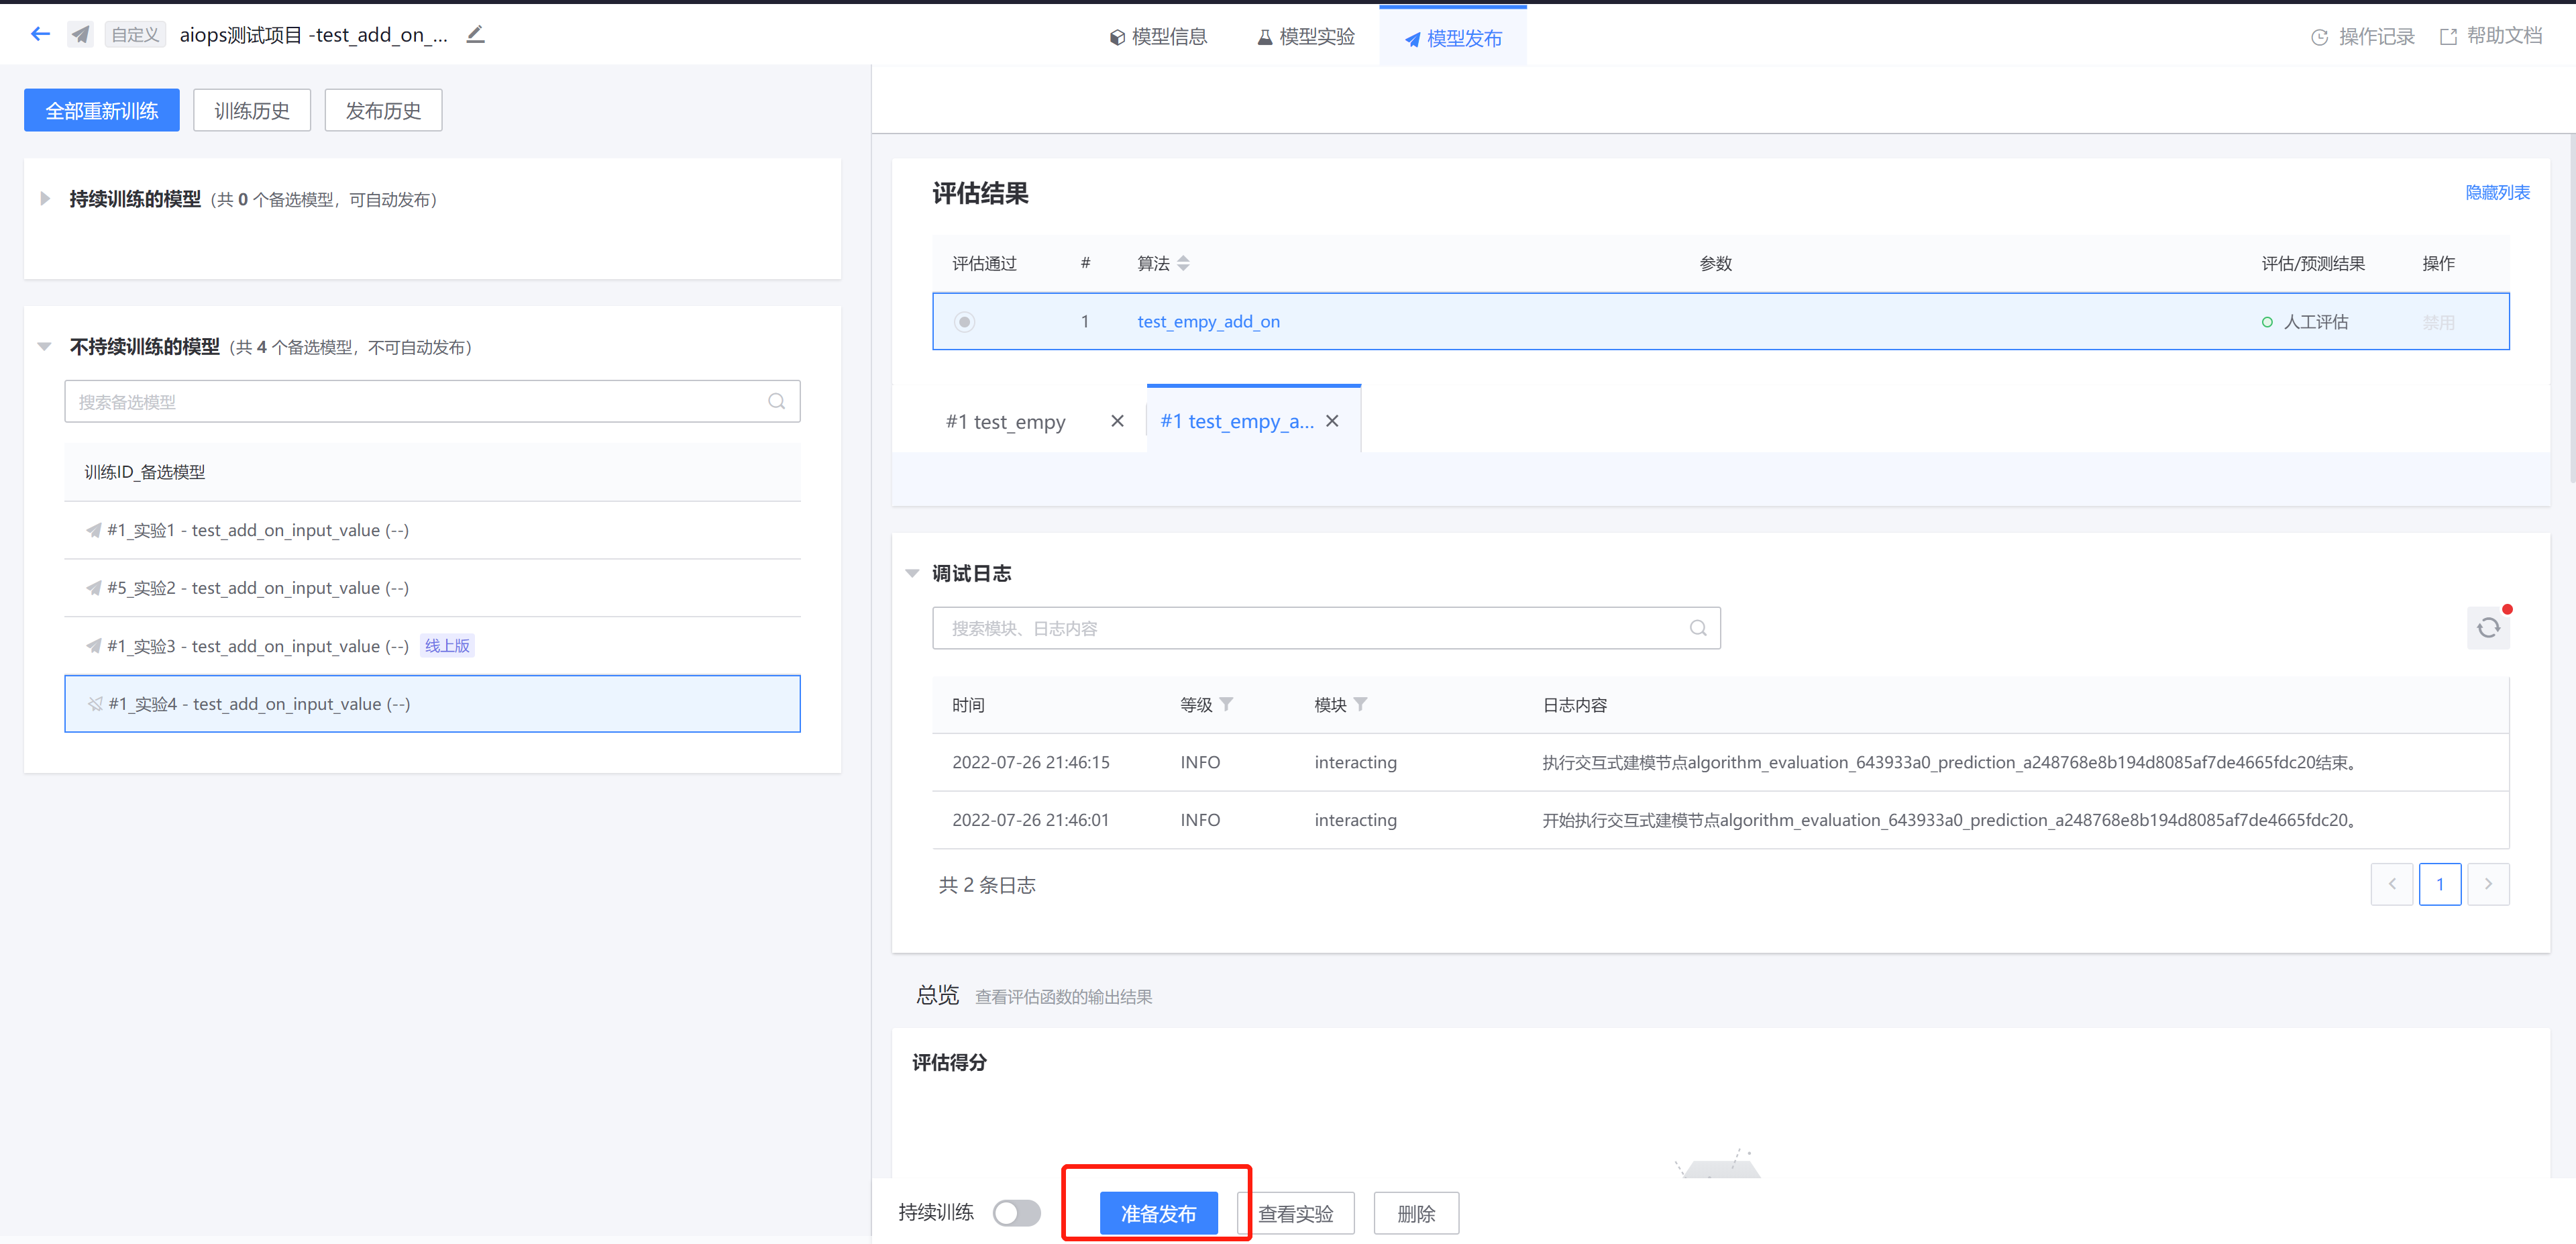 自定义 aiops测试项目 -test_add_on_...
模型信息 模型实验 模型发布
操作记录 帮助文档
全部重新训练 训练历史 发布历史
持续训练的模型（共 0 个备选模型，可自动发布）
不持续训练的模型（共 4 个备选模型，不可自动发布）
搜索备选模型
训练ID_备选模型
#1_实验1 - test_add_on_input_value (--)
#5_实验2 - test_add_on_input_value (--)
#1_实验3 - test_add_on_input_value (--) 线上版
#1_实验4 - test_add_on_input_value (--)
评估结果 隐藏列表
评估通过 # 算法 参数 评估/预测结果 操作
1 test_empy_add_on 人工评估 禁用
#1 test_empy #1 test_empy_a...
调试日志
搜索模块、日志内容
时间 等级 模块 日志内容
2022-07-26 21:46:15 INFO interacting 执行交互式建模节点algorithm_evaluation_643933a0_prediction_a248768e8b194d8085af7de4665fdc20结束。
2022-07-26 21:46:01 INFO interacting 开始执行交互式建模节点algorithm_evaluation_643933a0_prediction_a248768e8b194d8085af7de4665fdc20。
共 2 条日志 1
总览 查看评估函数的输出结果
评估得分
持续训练 准备发布 查看实验 删除